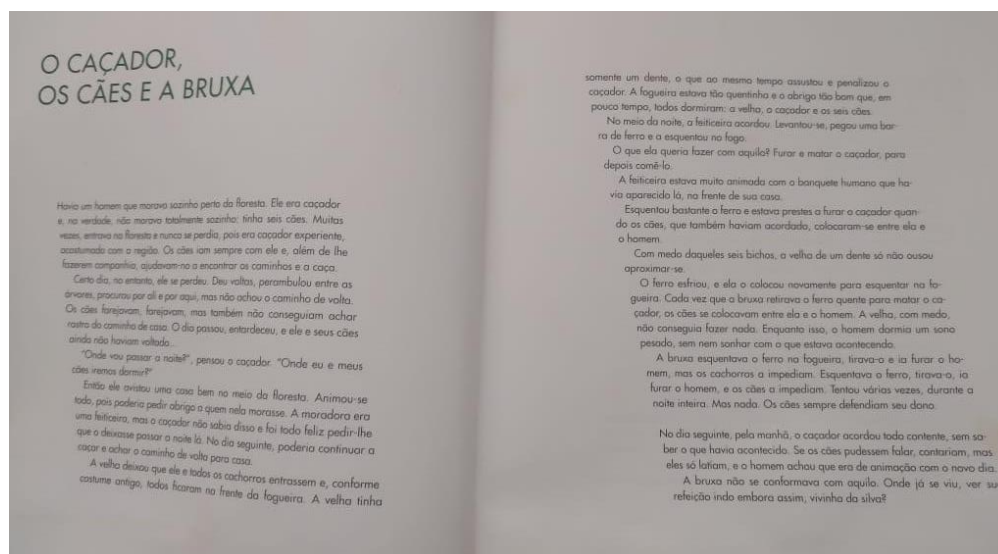 O CAÇADOR,
OS CÃES E A BRUXA
Havia um homem que morava sozinho perto da floresta. Ele era caçador
e, na verdade, não morava totalmente sozinho: tinha seis cães. Muitas
vezes, entrava na floresta e nunca se perdia, pois era caçador experiente,
acostumado com a região. Os cães iam sempre com ele e, além de lhe
fazerem companhia, ajudavam-no a encontrar os caminhos e a caça.
Certo dia, no entanto, ele se perdeu. Deu voltas, perambulou entre as
árvores, procurou por ali e por aqui, mas não achou o caminho de volta.
Os cães farejavam, farejavam, mas também não conseguiam achar
rastro do caminho de casa. O dia passou, entardeceu, e ele e seus cães
ainda não haviam voltado...
"Onde vou passar a noite?", pensou o caçador. "Onde eu e meus
cães iremos dormir?"
Então ele avistou uma casa bem no meio da floresta. Animou-se
todo, pois poderia pedir abrigo a quem nela morasse. A moradora era
uma feiticeira, mas o caçador não sabia disso e foi todo feliz pedir-lhe
que o deixasse passar a noite lá. No dia seguinte, poderia continuar a
caçar e achar o caminho de volta para casa.
A velha deixou que ele e todos os cachorros entrassem e, conforme
costume antigo, todos ficaram na frente da fogueira. A velha tinha
somente um dente, o que ao mesmo tempo assustou e penalizou o
caçador. A fogueira estava tão quentinha e o abrigo tão bom que, em
pouco tempo, todos dormiram: a velha, o caçador e os seis cães.
No meio da noite, a feiticeira acordou. Levantou-se, pegou uma bar-
ra de ferro e a esquentou no fogo.
O que ela queria fazer com aquilo? Furar e matar o caçador, para
depois comê-lo.
A feiticeira estava muito animada com o banquete humano que ha-
via aparecido lá, na frente de sua casa.
Esquentou bastante o ferro e estava prestes a furar o caçador quan-
do os cães, que também haviam acordado, colocaram-se entre ela e
o homem.
Com medo daqueles seis bichos, a velha de um dente só não ousou
aproximar-se.
O ferro esfriou, e ela o colocou novamente para esquentar na fo-
gueira. Cada vez que a bruxa retirava o ferro quente para matar o ca-
çador, os cães se colocavam entre ela e o homem. A velha, com medo,
não conseguia fazer nada. Enquanto isso, o homem dormia um sono
pesado, sem nem sonhar com o que estava acontecendo.
A bruxa esquentava o ferro na fogueira, tirava-o e ia furar o ho-
mem, mas os cachorros a impediam. Esquentava o ferro, tirava-o, ia
furar o homem, e os cães a impediam. Tentou várias vezes, durante a
noite inteira. Mas nada. Os cães sempre defendiam seu dono.
No dia seguinte, pela manhã, o caçador acordou todo contente, sem sa-
ber o que havia acontecido. Se os cães pudessem falar, contariam, mas
eles só latiam, e o homem achou que era de animação com o novo dia.
A bruxa não se conformava com aquilo. Onde já se viu, ver su
refeição indo embora assim, vivinha da silva?